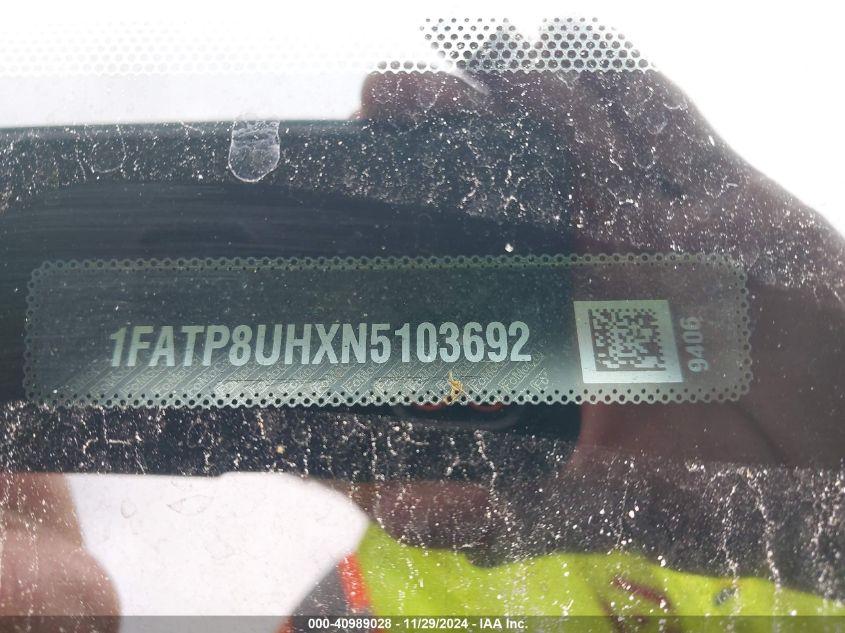 1FATP8UHXN5103692
9406
000-40989028 - 11/29/2024 - IAA Inc.